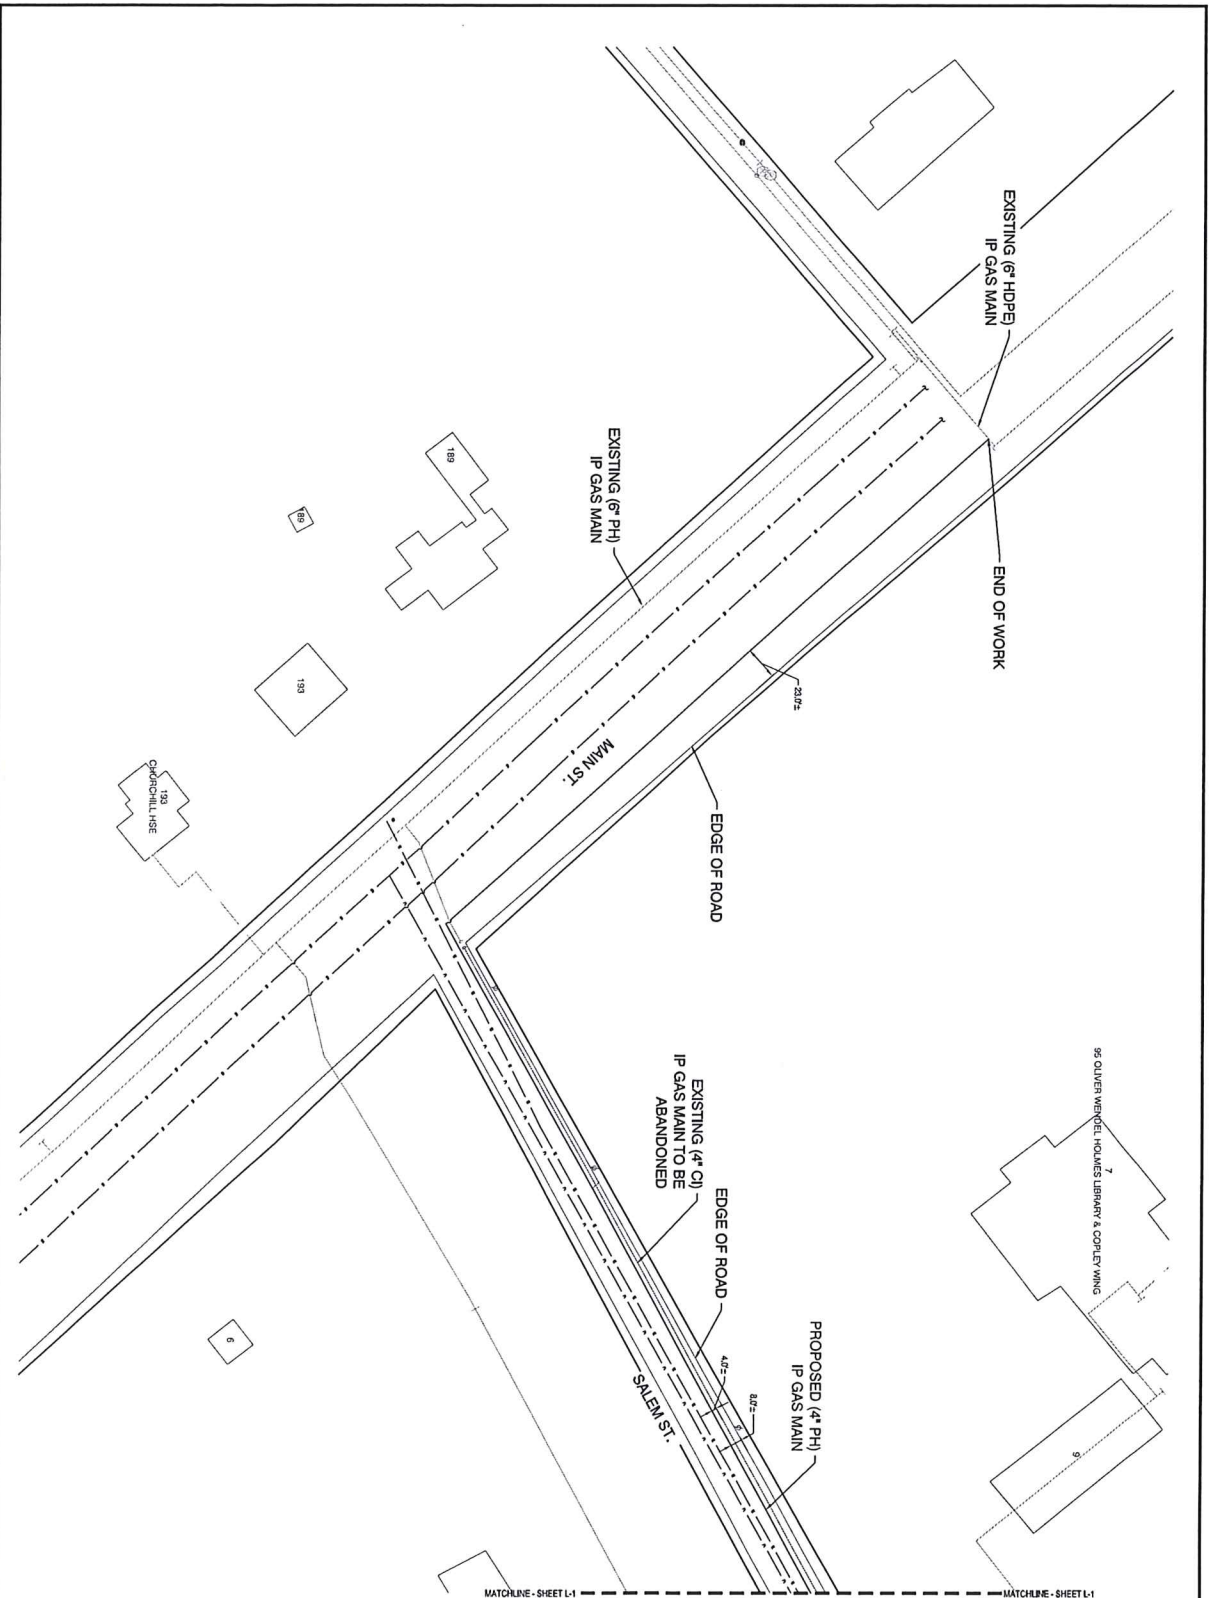 EXISTING (6" HDPE)
IP GAS MAIN
END OF WORK
EXISTING (6" PH)
IP GAS MAIN
189
189
193
193
CHURCHILL HSE
MAIN ST.
23.0'±
EDGE OF ROAD
95 OLIVER WENDEL HOLMES LIBRARY & COPLEY WING
7
9
EXISTING (4" CI)
IP GAS MAIN TO BE
ABANDONED
EDGE OF ROAD
PROPOSED (4" PH)
IP GAS MAIN
4.0'±
8.0'±
SALEM ST.
6
MATCHLINE - SHEET L-1
MATCHLINE - SHEET L-1